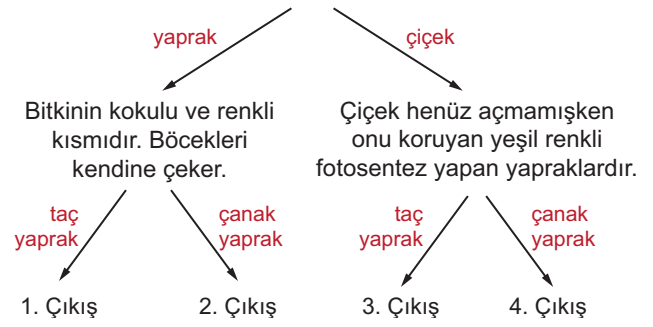 yaprak
çiçek
Bitkinin kokulu ve renkli
kısmıdır. Böcekleri
kendine çeker.
Çiçek henüz açmamışken
onu koruyan yeşil renkli
fotosentez yapan yapraklardır.
taç
yaprak
çanak
yaprak
taç
yaprak
çanak
yaprak
1. Çıkış
2. Çıkış
3. Çıkış
4. Çıkış